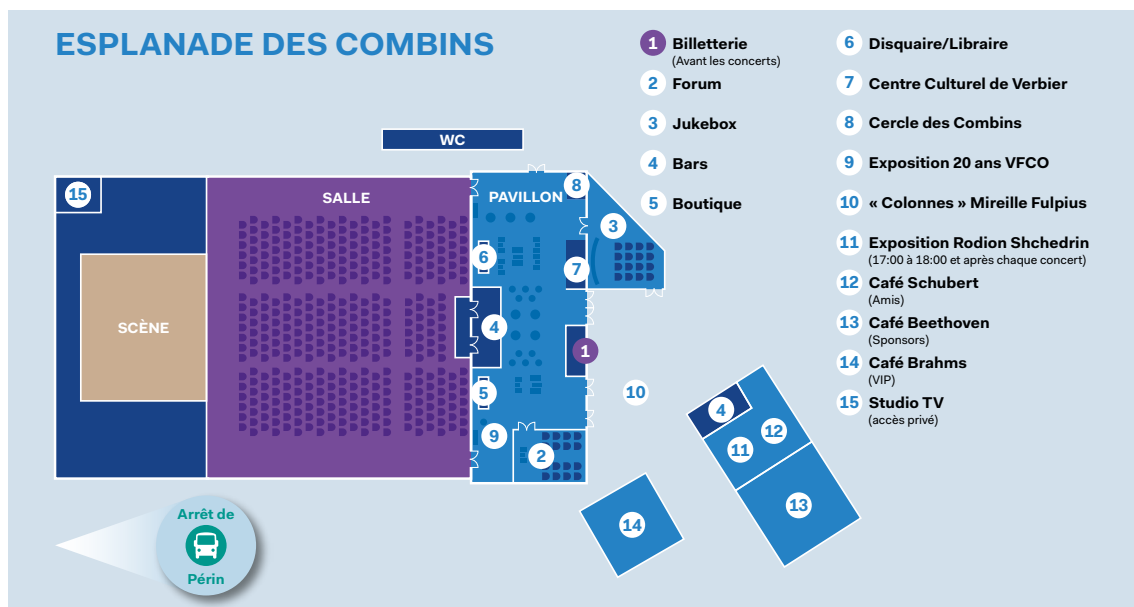 ESPLANADE DES COMBINS
1 Billetterie
(Avant les concerts)
2 Forum
3 Jukebox
4 Bars
5 Boutique
6 Disquaire/Libraire
7 Centre Culturel de Verbier
8 Cercle des Combins
9 Exposition 20 ans VFCO
10 « Colonnes » Mireille Fulpius
11 Exposition Rodion Shchedrin
(17:00 à 18:00 et après chaque concert)
12 Café Schubert
(Amis)
13 Café Beethoven
(Sponsors)
14 Café Brahms
(VIP)
15 Studio TV
(accès privé)
WC
15
SALLE
PAVILLON
8
3
6
7
SCÈNE
4
1
5
10
4
12
9
11
2
13
14
Arrêt de
Périn